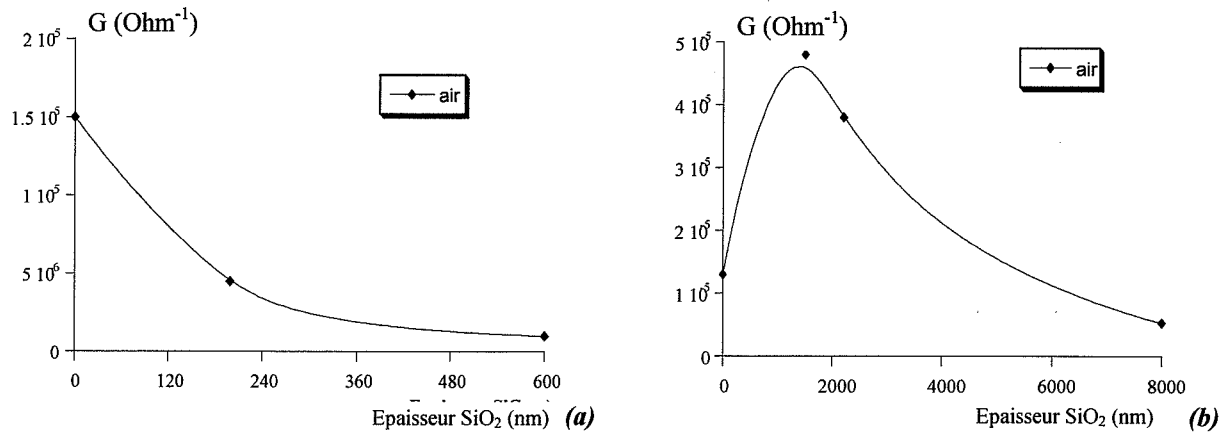 G (Ohm⁻¹)
2 10⁵
1.5 10⁵
1 10⁵
5 10⁶
0
0 120 240 360 480 600
air
Epaisseur SiO₂ (nm) (a)
G (Ohm⁻¹)
5 10⁵
4 10⁵
3 10⁵
2 10⁵
1 10⁵
0
0 2000 4000 6000 8000
air
Epaisseur SiO₂ (nm) (b)